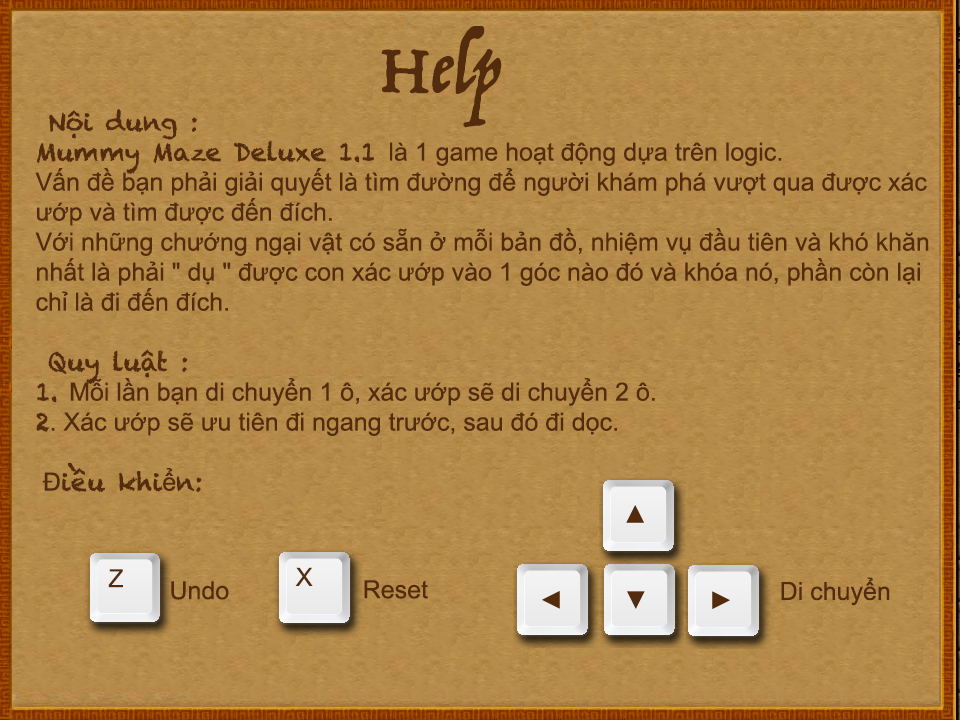 Help
Nội dung :
Mummy Maze Deluxe 1.1 là 1 game hoạt động dựa trên logic.
Vấn đề bạn phải giải quyết là tìm đường để người khám phá vượt qua được xác
ướp và tìm được đến đích.
Với những chướng ngại vật có sẵn ở mỗi bản đồ, nhiệm vụ đầu tiên và khó khăn
nhất là phải " dụ " được con xác ướp vào 1 góc nào đó và khóa nó, phần còn lại
chỉ là đi đến đích.
Quy luật :
1. Mỗi lần bạn di chuyển 1 ô, xác ướp sẽ di chuyển 2 ô.
2. Xác ướp sẽ ưu tiên đi ngang trước, sau đó đi dọc.
Điều khiển:
▲
Z Undo X Reset ◄ ▼ ► Di chuyển